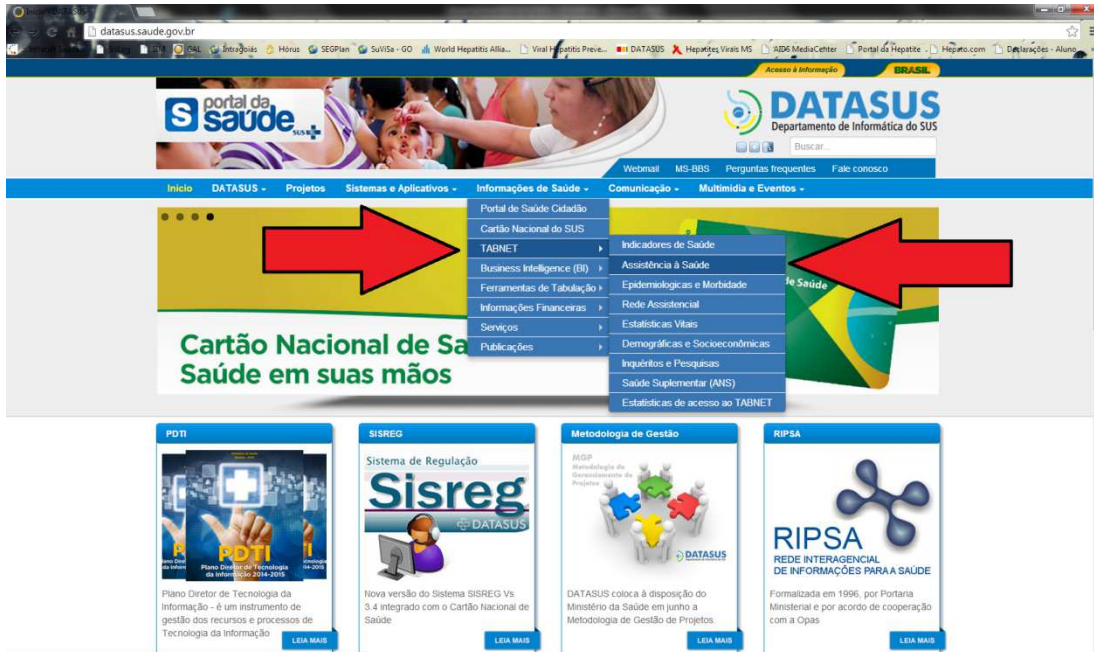 Início
datasus.saude.gov.br
GAL
Intragoiás
Hórus
SEGPlan
SuViSa - GO
World Hepatitis Allia...
Viral Hepatitis Preve...
DATASUS
Hepatites Virais MS
AIDS MediaCenter
Portal da Hepatite
Hepato.com
Declarações - Aluno
Acesso à Informação
BRASIL
portal da
saúde
SUS
DATASUS
Departamento de Informática do SUS
Buscar...
Webmail MS-BBS Perguntas frequentes Fale conosco
Início DATASUS Projetos Sistemas e Aplicativos Informações de Saúde Comunicação Multimidia e Eventos
Portal de Saúde Cidadão
Cartão Nacional do SUS
TABNET
Business Intelligence (BI)
Ferramentas de Tabulação
Informações Financeiras
Serviços
Publicações
Indicadores de Saúde
Assistência à Saúde
Epidemiologicas e Morbidade
Rede Assistencial
Estatísticas Vitais
Demográficas e Socioeconômicas
Inquéritos e Pesquisas
Saúde Suplementar (ANS)
Estatísticas de acesso ao TABNET
de Saúde
Cartão Nacional de Sa
Saúde em suas mãos
PDTI
PDTI
Plano Diretor de Tecnologia
da Informação 2014-2015
Plano Diretor de Tecnologia da
Informação - é um instrumento de
gestão dos recursos e processos de
Tecnologia da Informação
LEIA MAIS
SISREG
Sistema de Regulação
Sisreg
DATASUS
Nova versão do Sistema SISREG Vs
3.4 integrado com o Cartão Nacional de
Saúde
LEIA MAIS
Metodologia de Gestão
MGP
Metodologia de
Gerenciamento de
Projetos
DATASUS
DATASUS coloca à disposição do
Ministério da Saúde em junho a
Metodologia de Gestão de Projetos
LEIA MAIS
RIPSA
RIPSA
REDE INTERAGENCIAL
DE INFORMAÇÕES PARA A SAÚDE
Formalizada em 1996, por Portaria
Ministerial e por acordo de cooperação
com a Opas
LEIA MAIS